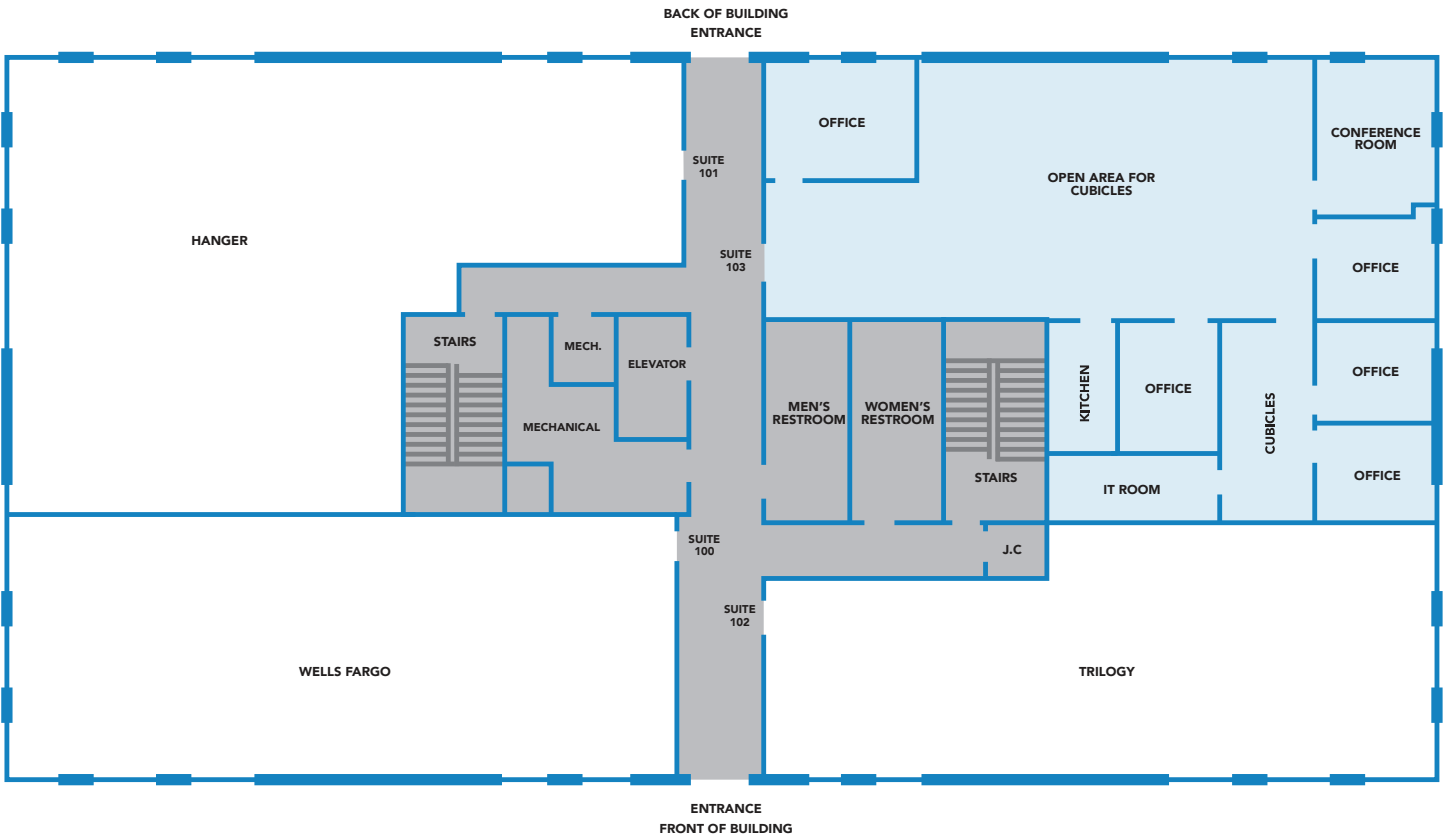 BACK OF BUILDING
ENTRANCE
OFFICE
CONFERENCE
ROOM
SUITE
101
OPEN AREA FOR
CUBICLES
HANGER
SUITE
103
OFFICE
STAIRS
MECH.
ELEVATOR
OFFICE
KITCHEN
OFFICE
MEN'S
RESTROOM
WOMEN'S
RESTROOM
CUBICLES
MECHANICAL
STAIRS
IT ROOM
OFFICE
SUITE
100
J.C
SUITE
102
WELLS FARGO
TRILOGY
ENTRANCE
FRONT OF BUILDING